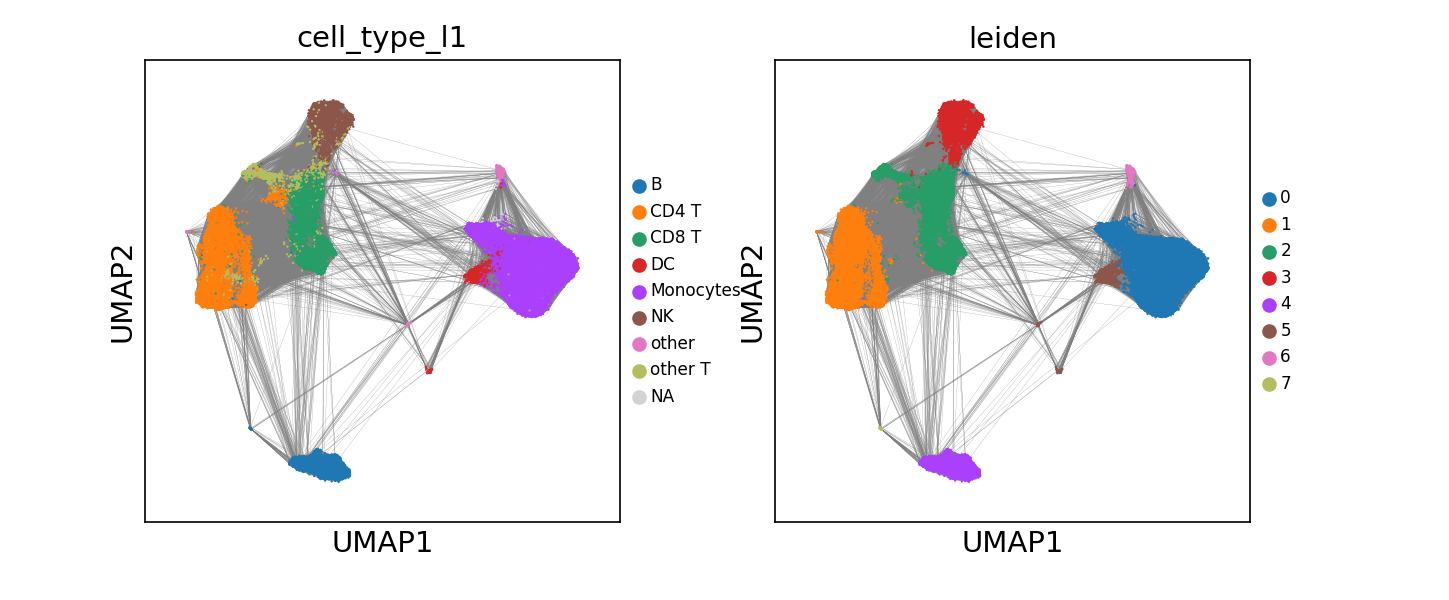 cell_type_l1
UMAP2
UMAP1
B
CD4 T
CD8 T
DC
Monocytes
NK
other
other T
NA
leiden
UMAP2
UMAP1
0
1
2
3
4
5
6
7